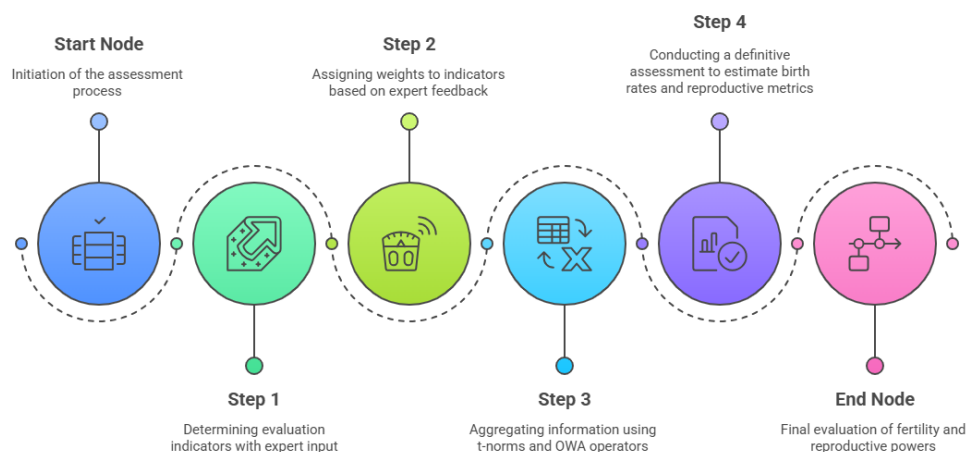 Start Node
Initiation of the assessment
process
Step 1
Determining evaluation
indicators with expert input
Step 2
Assigning weights to indicators
based on expert feedback
Step 3
Aggregating information using
t-norms and OWA operators
Step 4
Conducting a definitive
assessment to estimate birth
rates and reproductive metrics
End Node
Final evaluation of fertility and
reproductive powers